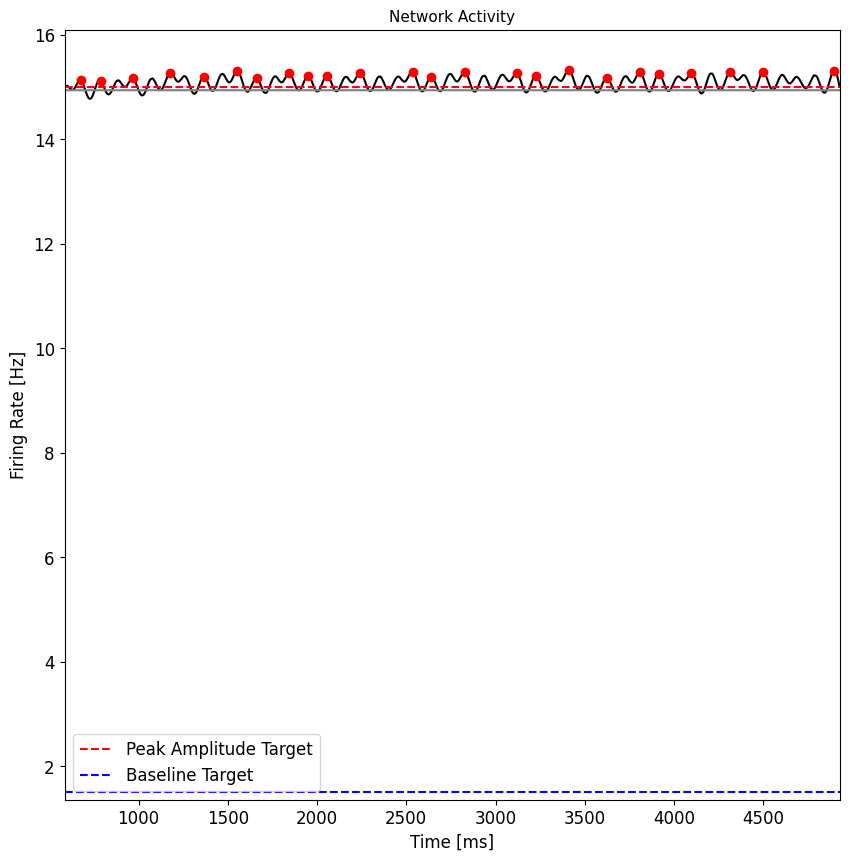 Network Activity
16
14
12
10
8
6
4
2
Firing Rate [Hz]
Peak Amplitude Target
Baseline Target
1000 1500 2000 2500 3000 3500 4000 4500
Time [ms]